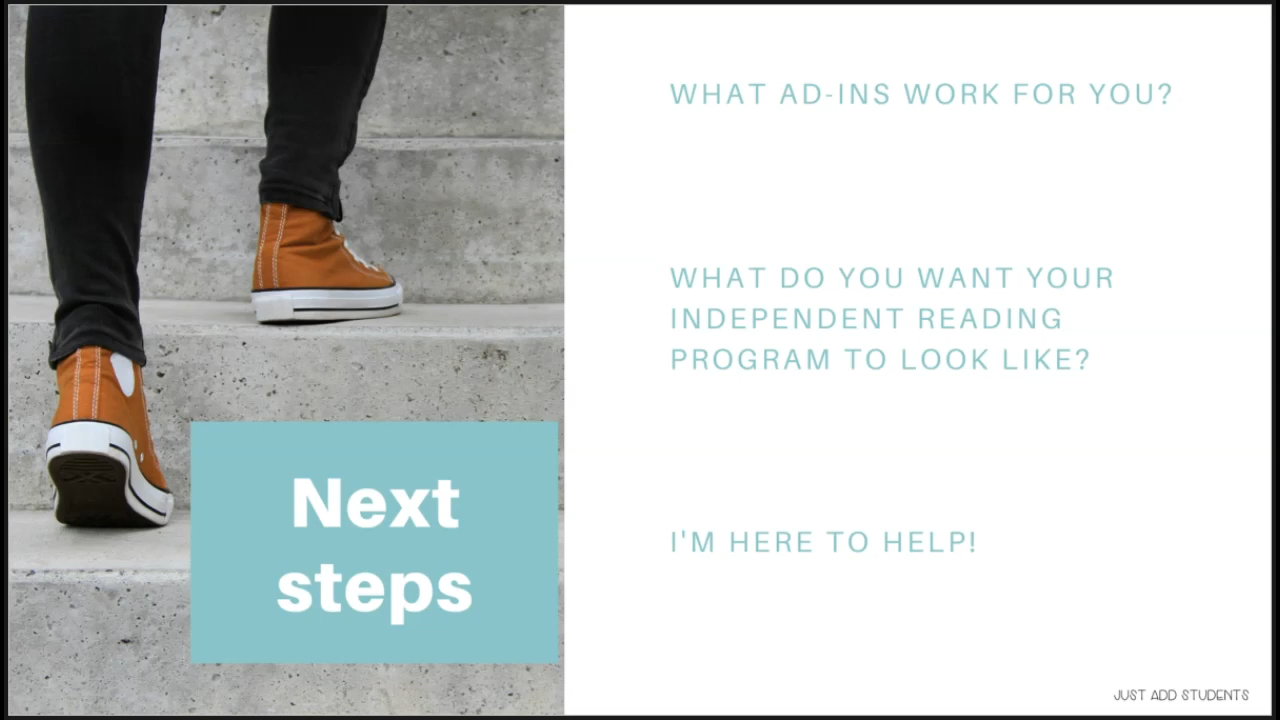 Next
steps
WHAT AD-INS WORK FOR YOU?
WHAT DO YOU WANT YOUR
INDEPENDENT READING
PROGRAM TO LOOK LIKE?
I'M HERE TO HELP!
JUST ADD STUDENTS